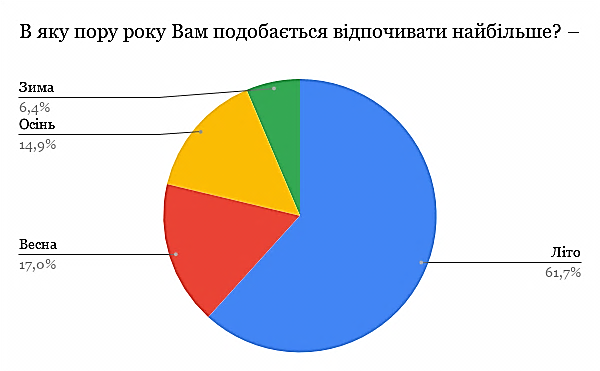 В яку пору року Вам подобається відпочивати найбільше? –
Зима
6,4%
Осінь
14,9%
Весна
17,0%
Літо
61,7%